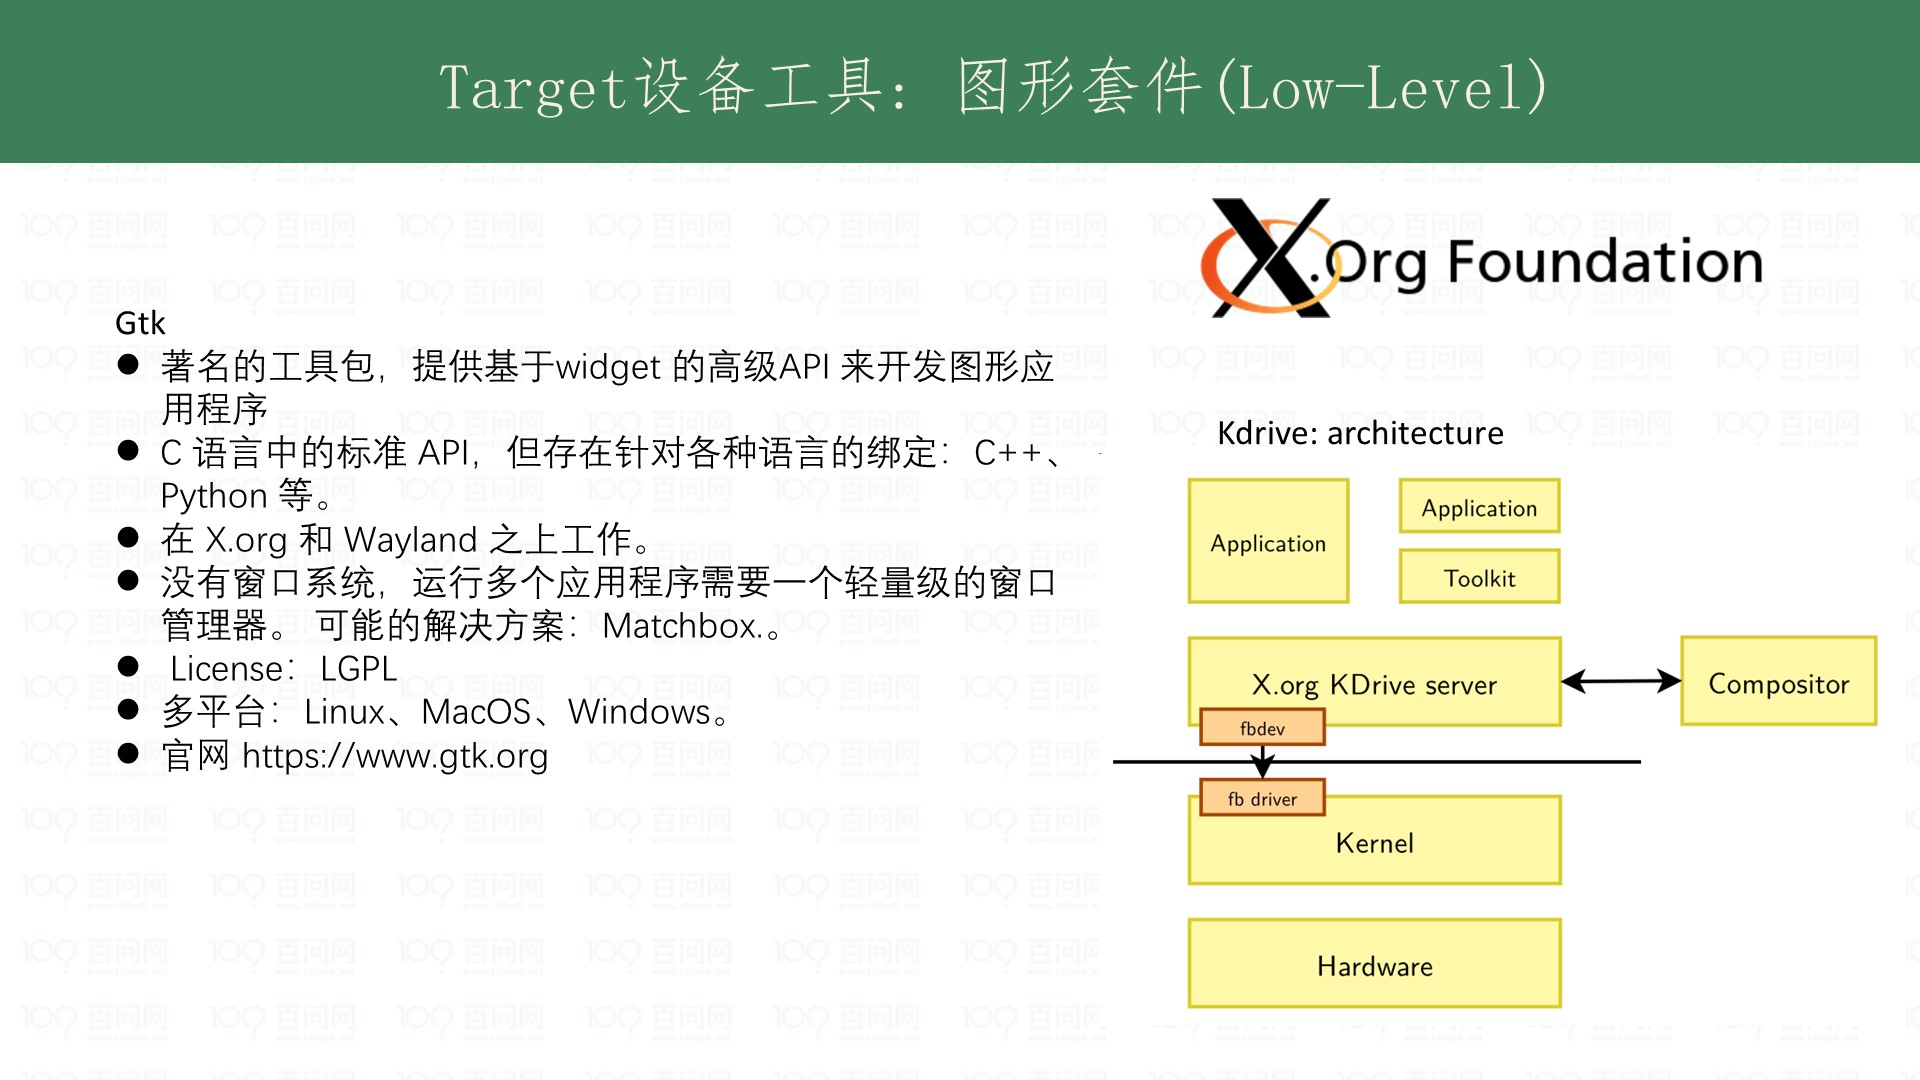 Target设备工具：图形套件(Low-Level)
X.Org Foundation
Gtk
● 著名的工具包，提供基于widget 的高级API 来开发图形应
用程序
● C 语言中的标准 API，但存在针对各种语言的绑定：C++、
Python 等。
● 在 X.org 和 Wayland 之上工作。
● 没有窗口系统，运行多个应用程序需要一个轻量级的窗口
管理器。 可能的解决方案：Matchbox.。
● License：LGPL
● 多平台：Linux、MacOS、Windows。
● 官网 https://www.gtk.org
Kdrive: architecture
Application
Application
Toolkit
X.org KDrive server
Compositor
fbdev
fb driver
Kernel
Hardware
百问网
www.100ask.net